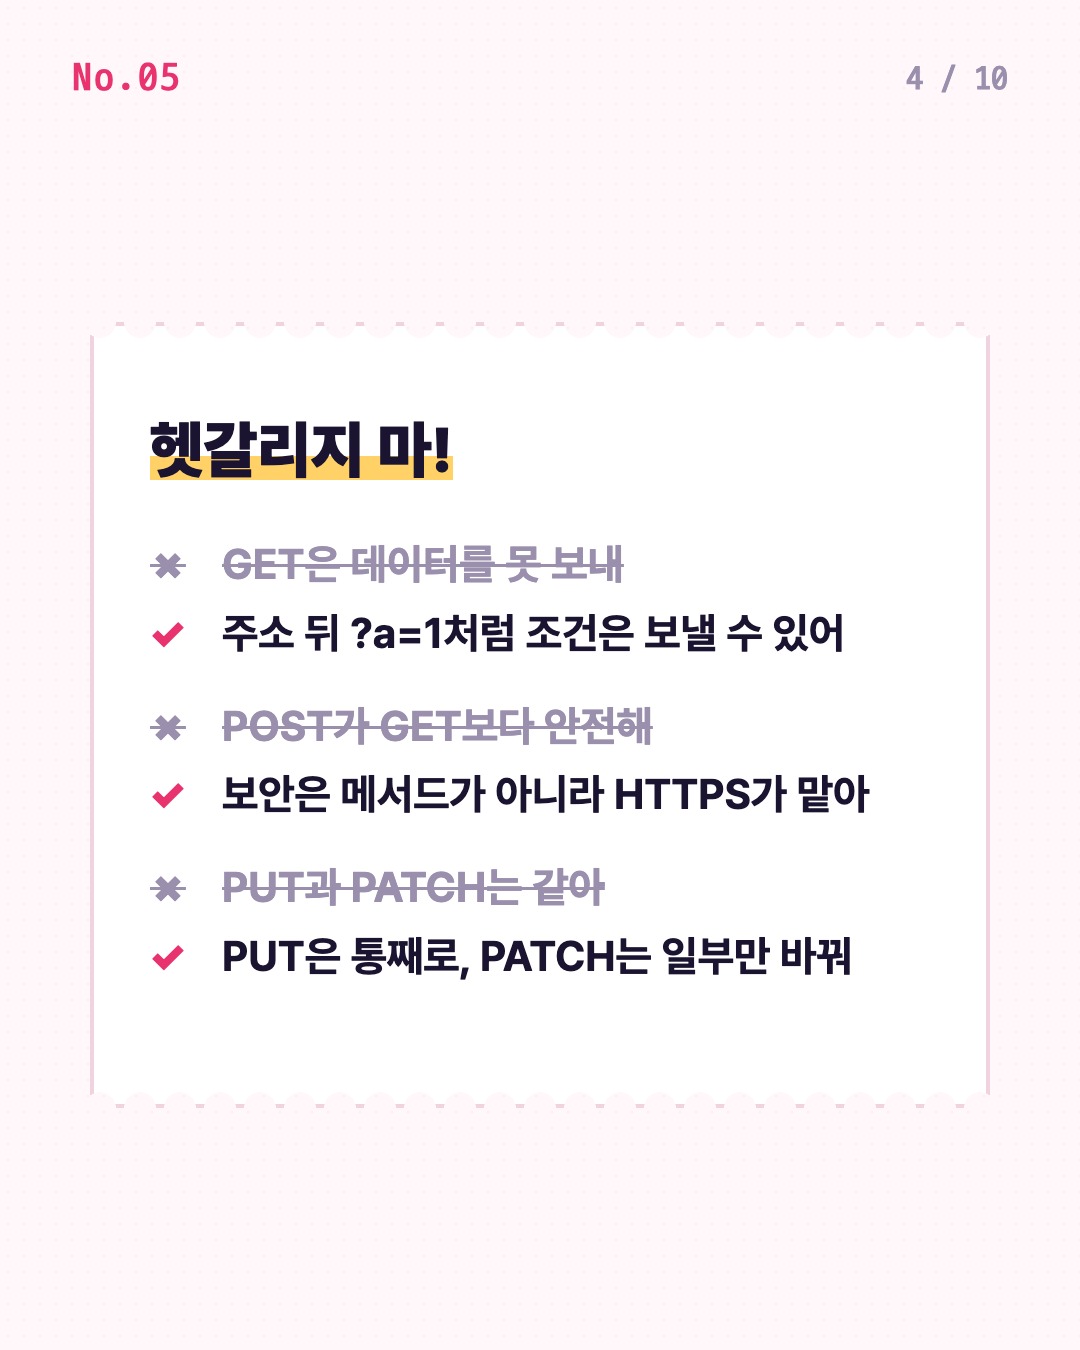 No.05
4 / 10
헷갈리지 마!
✖ GET은 데이터를 못 보내
✔ 주소 뒤 ?a=1처럼 조건은 보낼 수 있어
✖ POST가 GET보다 안전해
✔ 보안은 메서드가 아니라 HTTPS가 맡아
✖ PUT과 PATCH는 같아
✔ PUT은 통째로, PATCH는 일부만 바꿔